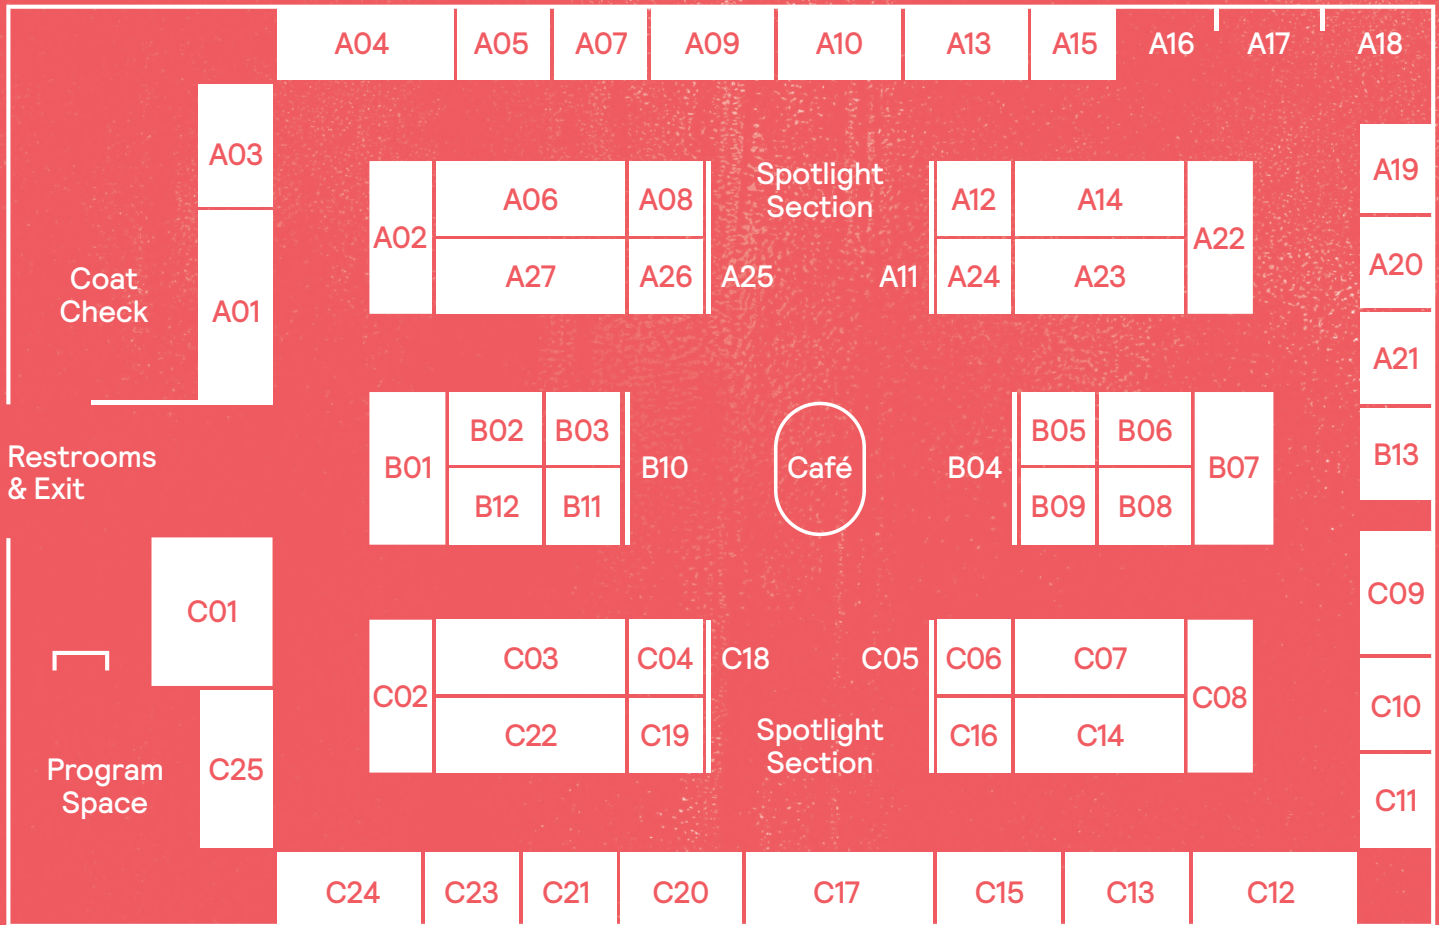 A04
A05
A07
A09
A10
A13
A15
A16
A17
A18
A03
A01
Coat
Check
A02
A06
A08
A27
A26
A25
Spotlight
Section
A11
A12
A14
A24
A23
A22
A19
A20
A21
B13
Restrooms
& Exit
B01
B02
B03
B12
B11
B10
Café
B04
B05
B06
B09
B08
B07
C01
C25
Program
Space
C02
C03
C04
C22
C19
C18
Spotlight
Section
C05
C06
C07
C16
C14
C08
C09
C10
C11
C24
C23
C21
C20
C17
C15
C13
C12